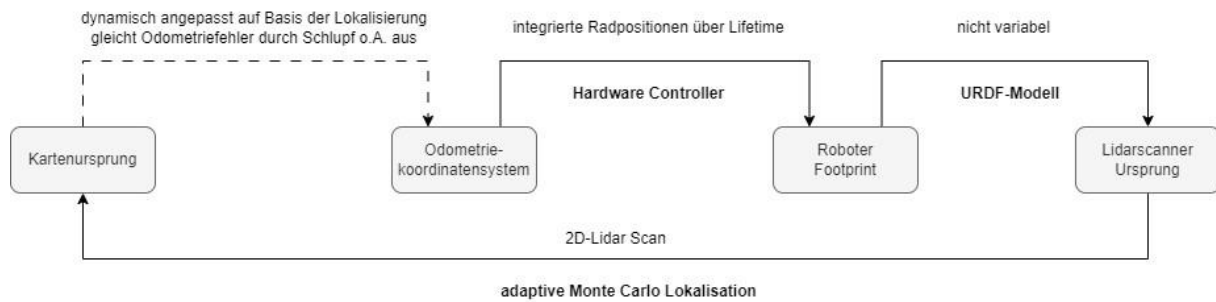 dynamisch angepasst auf Basis der Lokalisierung
gleicht Odometriefehler durch Schlupf o.A. aus
integrierte Radpositionen über Lifetime
nicht variabel
Hardware Controller
URDF-Modell
Kartenursprung
Odometrie-
koordinatensystem
Roboter
Footprint
Lidarscanner
Ursprung
2D-Lidar Scan
adaptive Monte Carlo Lokalisation